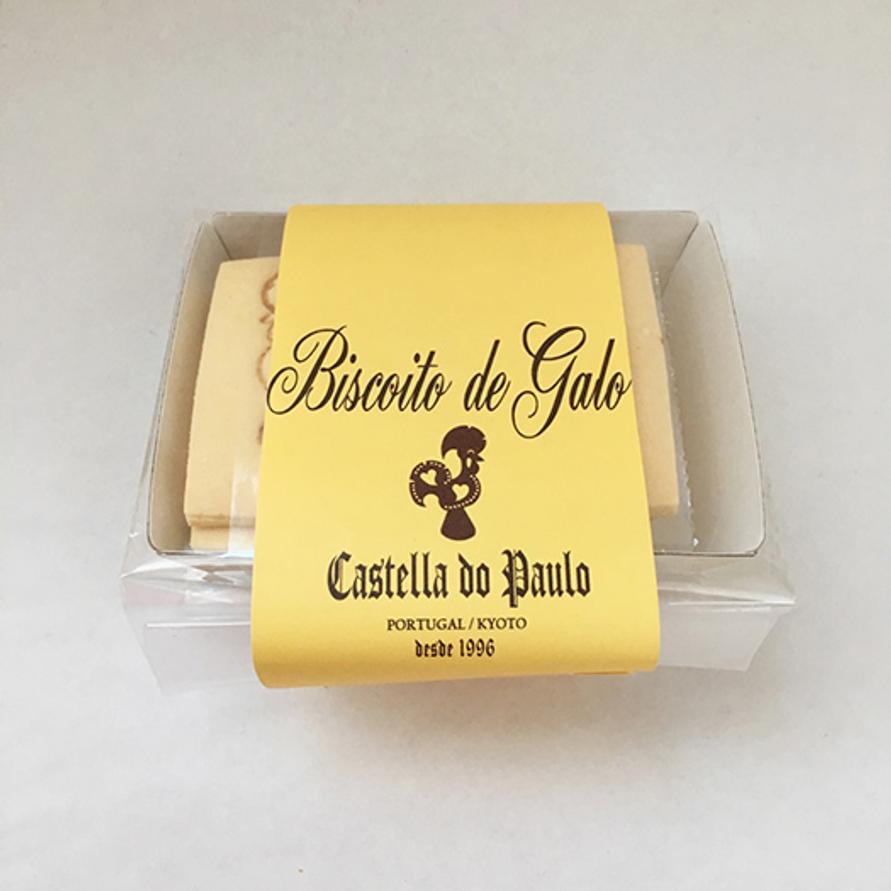 Biscoito de Galo
Castella do Paulo
PORTUGAL / KYOTO
desde 1996